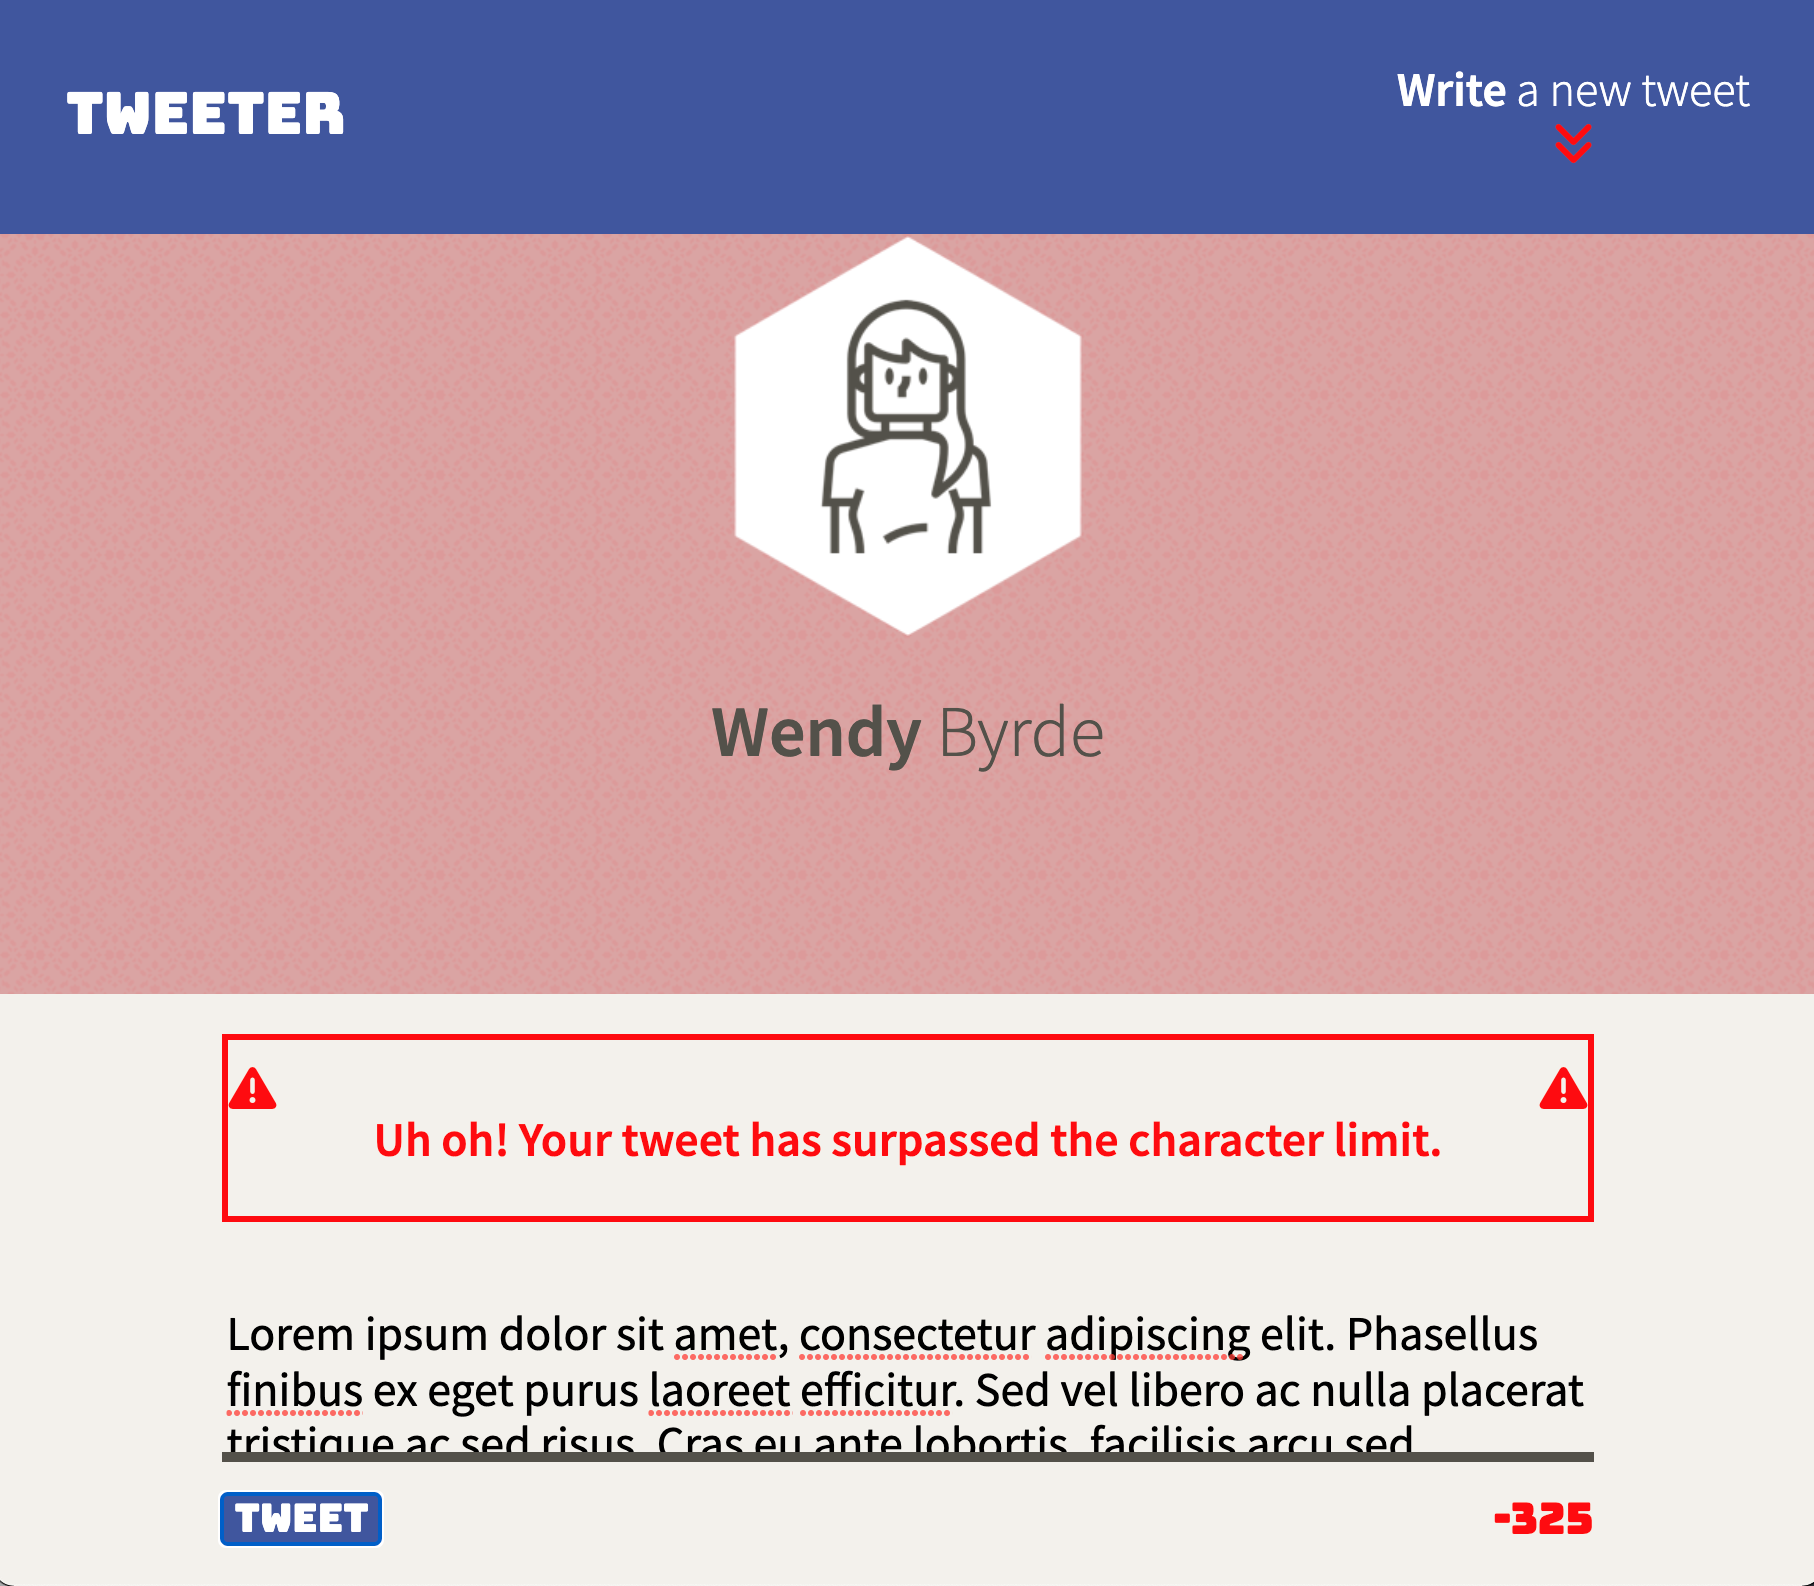 TWEETER
Write a new tweet
Wendy Byrde
Uh oh! Your tweet has surpassed the character limit.
Lorem ipsum dolor sit amet, consectetur adipiscing elit. Phasellus
finibus ex eget purus laoreet efficitur. Sed vel libero ac nulla placerat
tristique ac sed risus. Cras eu ante lobortis, facilisis arcu sed
TWEET
-325